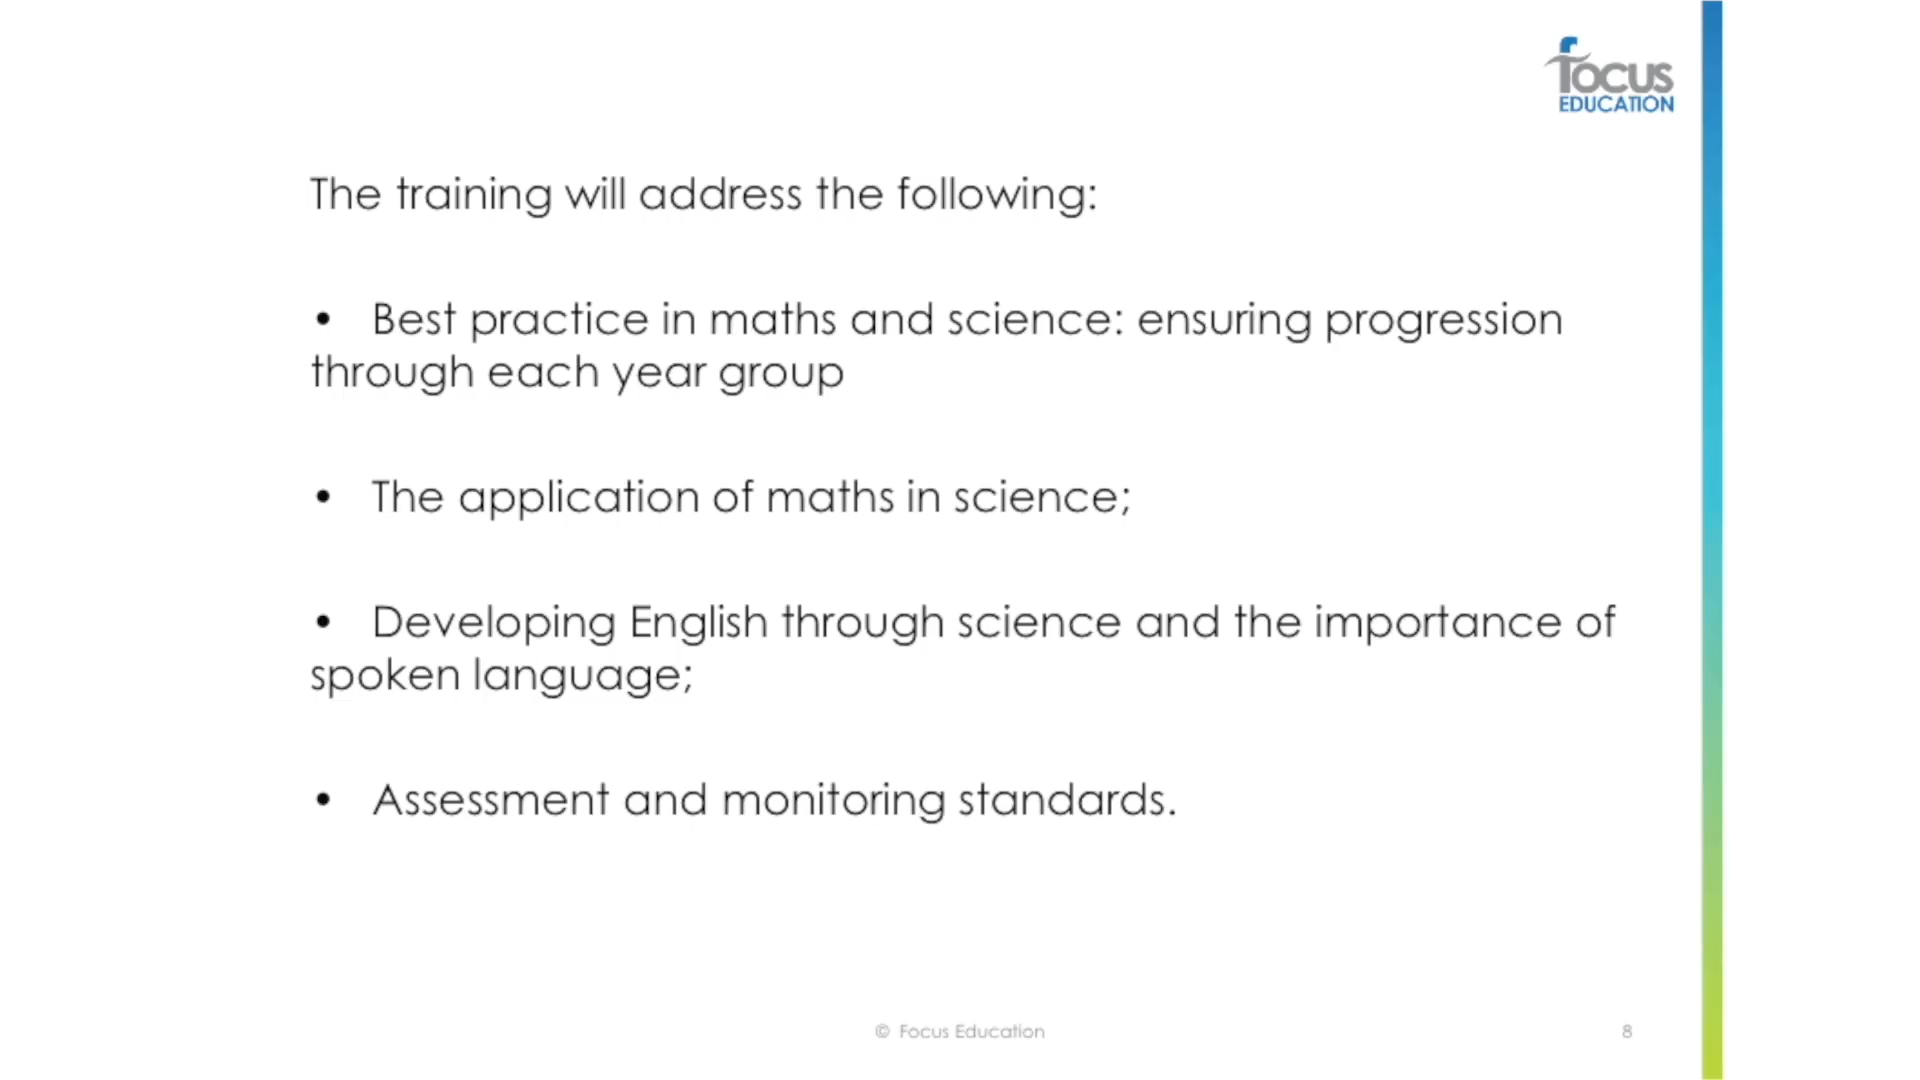 focus
EDUCATION
The training will address the following:
• Best practice in maths and science: ensuring progression
through each year group
• The application of maths in science;
• Developing English through science and the importance of
spoken language;
• Assessment and monitoring standards.
© Focus Education
8